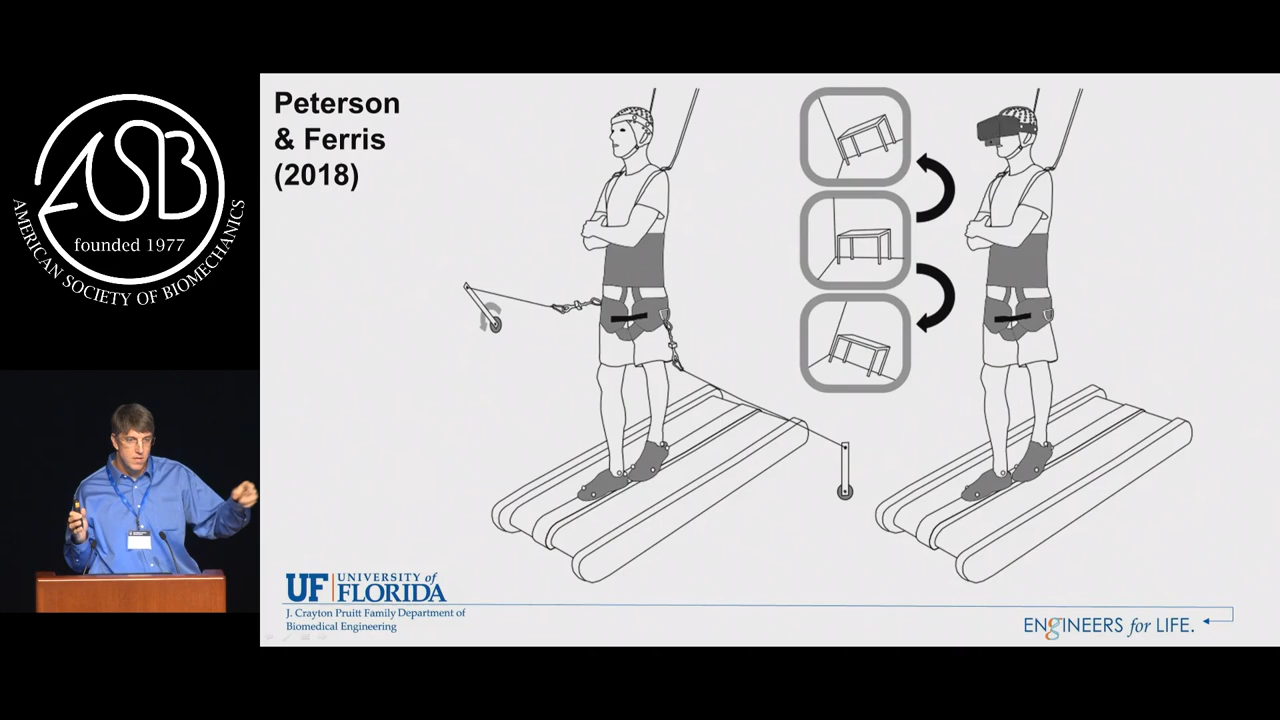 ASB
founded 1977
AMERICAN SOCIETY OF BIOMECHANICS
Peterson
& Ferris
(2018)
UF UNIVERSITY of
FLORIDA
J. Crayton Pruitt Family Department of
Biomedical Engineering
ENGINEERS for LIFE.